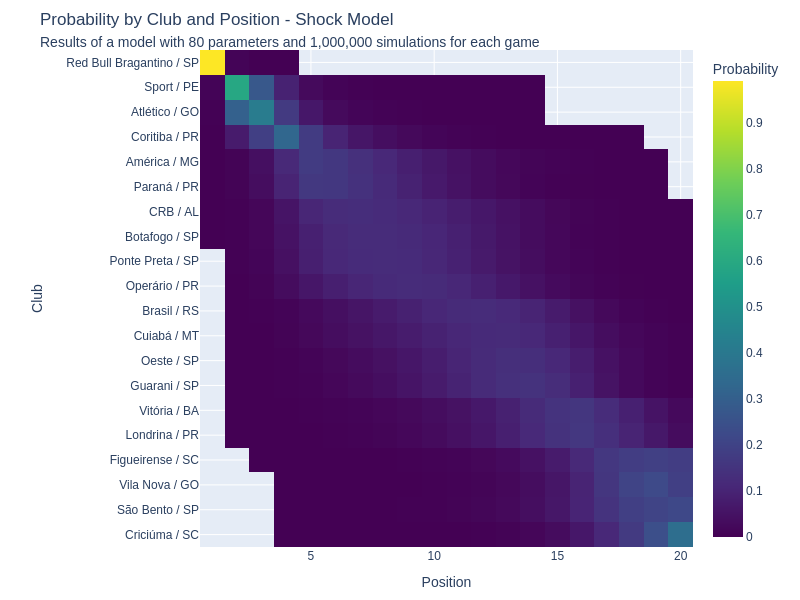 Probability by Club and Position - Shock Model
Results of a model with 80 parameters and 1,000,000 simulations for each game
Probability
Red Bull Bragantino / SP
Sport / PE
Atlético / GO
Coritiba / PR
América / MG
Paraná / PR
CRB / AL
Botafogo / SP
Ponte Preta / SP
Operário / PR
Brasil / RS
Cuiabá / MT
Oeste / SP
Guarani / SP
Vitória / BA
Londrina / PR
Figueirense / SC
Vila Nova / GO
São Bento / SP
Criciúma / SC
Club
5
10
15
20
Position
0.9
0.8
0.7
0.6
0.5
0.4
0.3
0.2
0.1
0